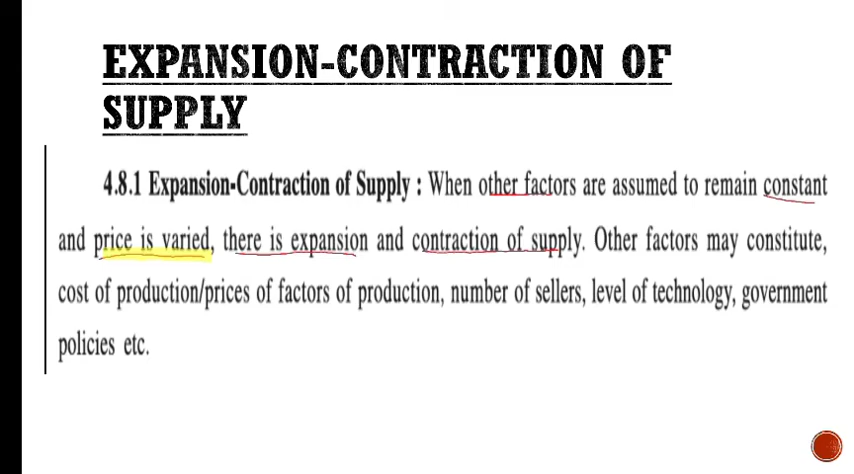 EXPANSION-CONTRACTION OF
SUPPLY
4.8.1 Expansion-Contraction of Supply : When other factors are assumed to remain constant
and price is varied, there is expansion and contraction of supply. Other factors may constitute,
cost of production/prices of factors of production, number of sellers, level of technology, government
policies etc.